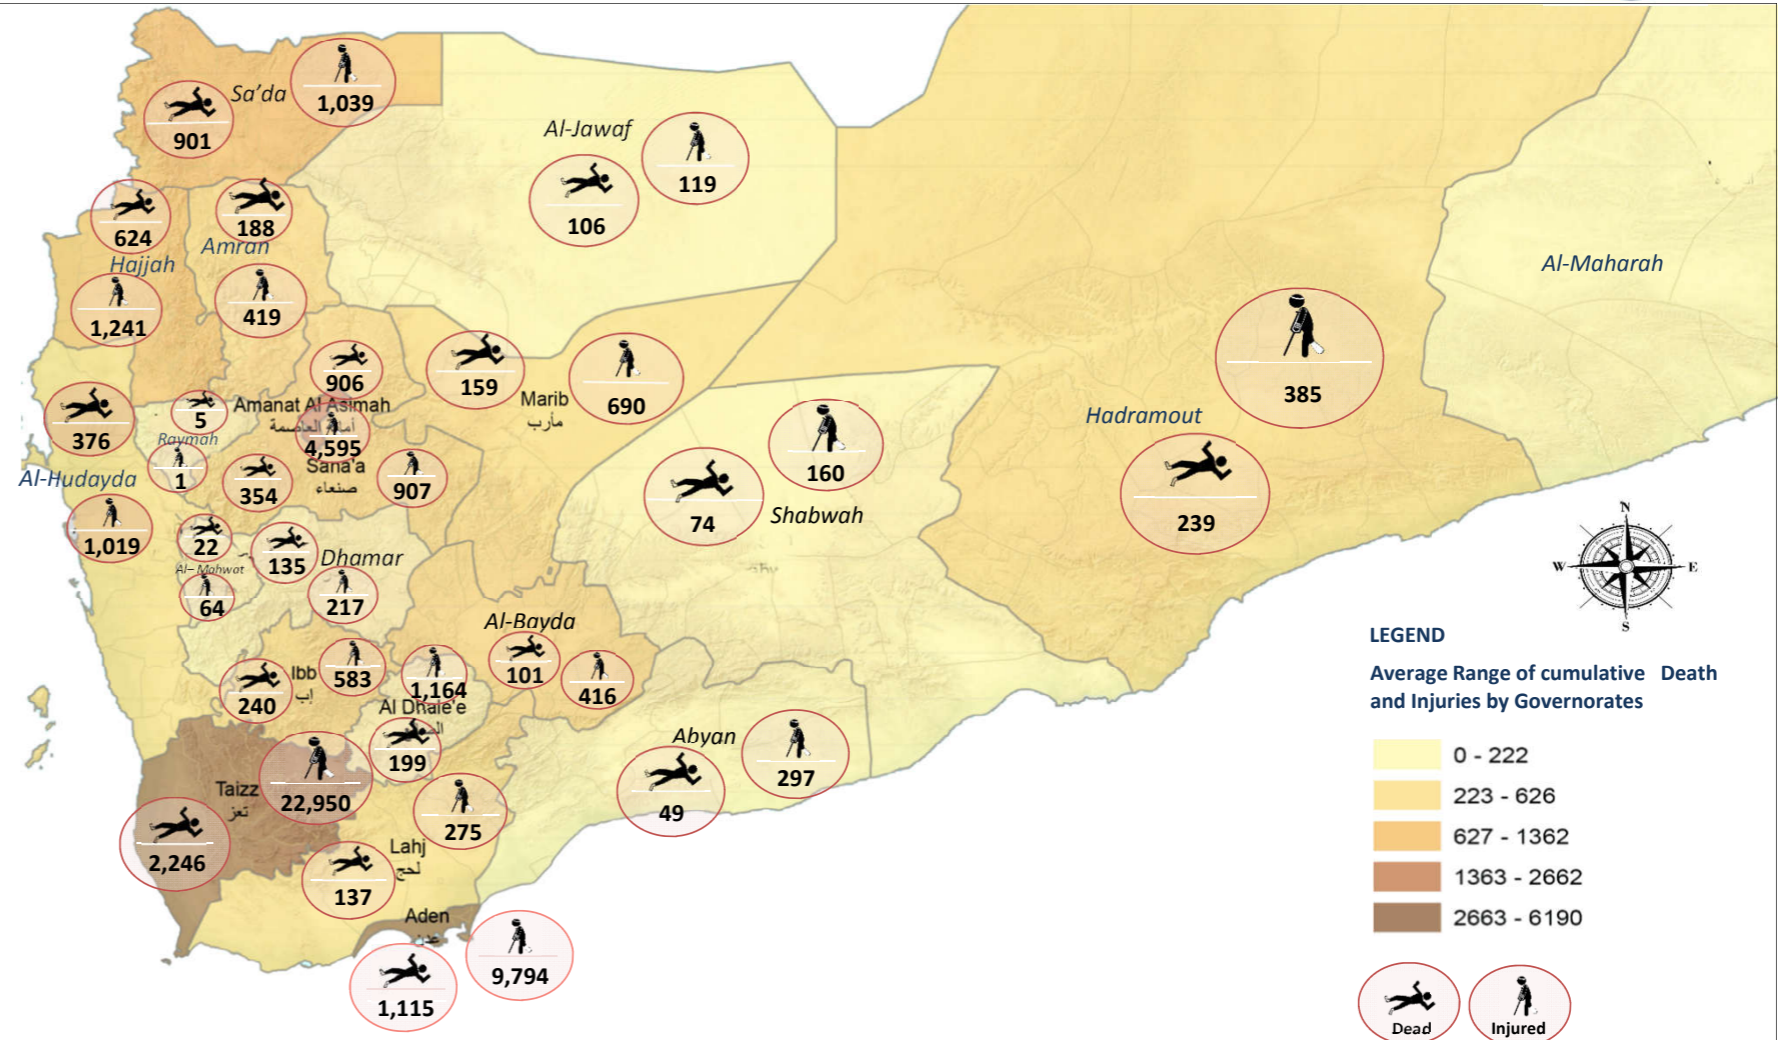 Sa'da
1,039
901
Al-Jawaf
119
106
624
188
Amran
Hajjah
419
1,241
Al-Maharah
906
159
690
Marib
مأرب
385
376
5
Amanat Al Asimah
Raymah
4,595
1
Al-Hudayda
354
Sana'a
صنعاء
907
160
74
Shabwah
Hadramout
239
1,019
22
Al-Mahwat
64
135
Dhamar
217
Al-Bayda
101
416
Ibb
إب
583
240
1,164
Al Dhale'e
199
Abyan
297
49
Taizz
تعز
22,950
2,246
275
Lahj
لحج
137
Aden
عدن
9,794
1,115
N
W
E
S
LEGEND
Average Range of cumulative Death
and Injuries by Governorates
0 - 222
223 - 626
627 - 1362
1363 - 2662
2663 - 6190
Dead
Injured